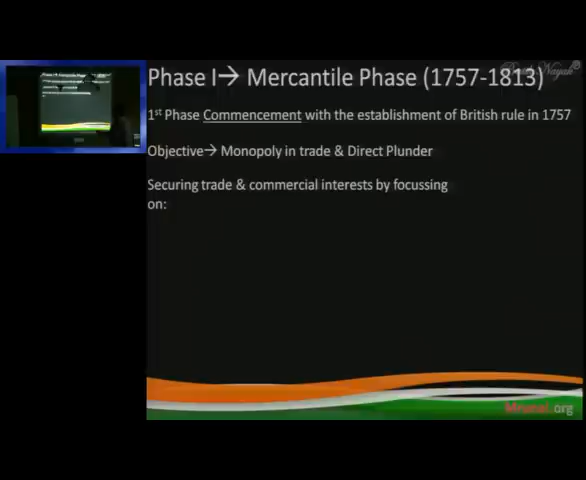 Phase I→ Mercantile Phase (1757-1813)
1st Phase Commencement with the establishment of British rule in 1757
Objective→ Monopoly in trade & Direct Plunder
Securing trade & commercial interests by focussing
on:
Mrunal.org